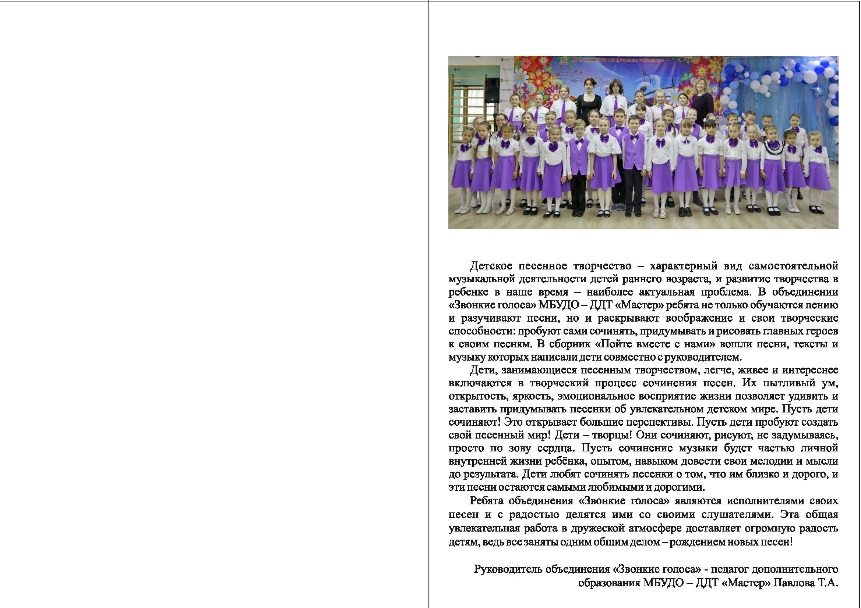 Детское песенное творчество – характерный вид самостоятельной
музыкальной деятельности детей раннего возраста, и развитие творчества в
ребенке в наше время – наиболее актуальная проблема. В объединении
«Звонкие голоса» МБУДО – ДДТ «Мастер» ребята не только обучаются пению
и разучивают песни, но и раскрывают воображение и свои творческие
способности: пробуют сами сочинять, придумывать и рисовать главных героев
к своим песням. В сборник «Пойте вместе с нами» вошли песни, тексты и
музыку которых написали дети совместно с руководителем.
Дети, занимающиеся песенным творчеством, легче, живее и интереснее
включаются в творческий процесс сочинения песен. Их пытливый ум,
открытость, яркость, эмоциональное восприятие жизни позволяет удивить и
заставить придумывать песенки об увлекательном детском мире. Пусть дети
сочиняют! Это открывает большие перспективы. Пусть дети пробуют создать
свой песенный мир! Дети – творцы! Они сочиняют, рисуют, не задумываясь,
просто по зову сердца. Пусть сочинение музыки будет частью личной
внутренней жизни ребёнка, опытом, навыком довести свои мелодии и мысли
до результата. Дети любят сочинять песенки о том, что им близко и дорого, и
эти песни остаются самыми любимыми и дорогими.
Ребята объединения «Звонкие голоса» являются исполнителями своих
песен и с радостью делятся ими со своими слушателями. Эта общая
увлекательная работа в дружеской атмосфере доставляет огромную радость
детям, ведь все заняты одним общим делом – рождением новых песен!
Руководитель объединения «Звонкие голоса» - педагог дополнительного
образования МБУДО – ДДТ «Мастер» Павлова Т.А.